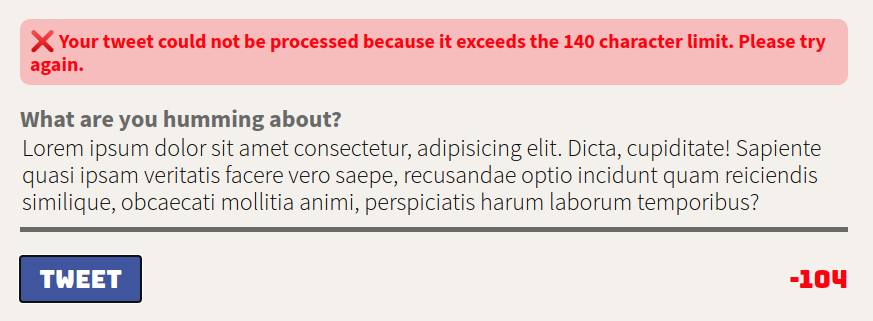 ❌ Your tweet could not be processed because it exceeds the 140 character limit. Please try
again.
What are you humming about?
Lorem ipsum dolor sit amet consectetur, adipisicing elit. Dicta, cupiditate! Sapiente
quasi ipsam veritatis facere vero saepe, recusandae optio incidunt quam reiciendis
similique, obcaecati mollitia animi, perspiciatis harum laborum temporibus?
TWEET
-104